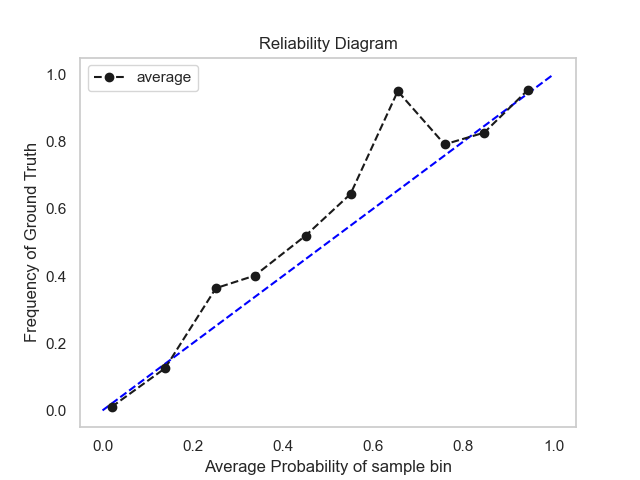 Reliability Diagram
average
Frequency of Ground Truth
1.0
0.8
0.6
0.4
0.2
0.0
0.0 0.2 0.4 0.6 0.8 1.0
Average Probability of sample bin